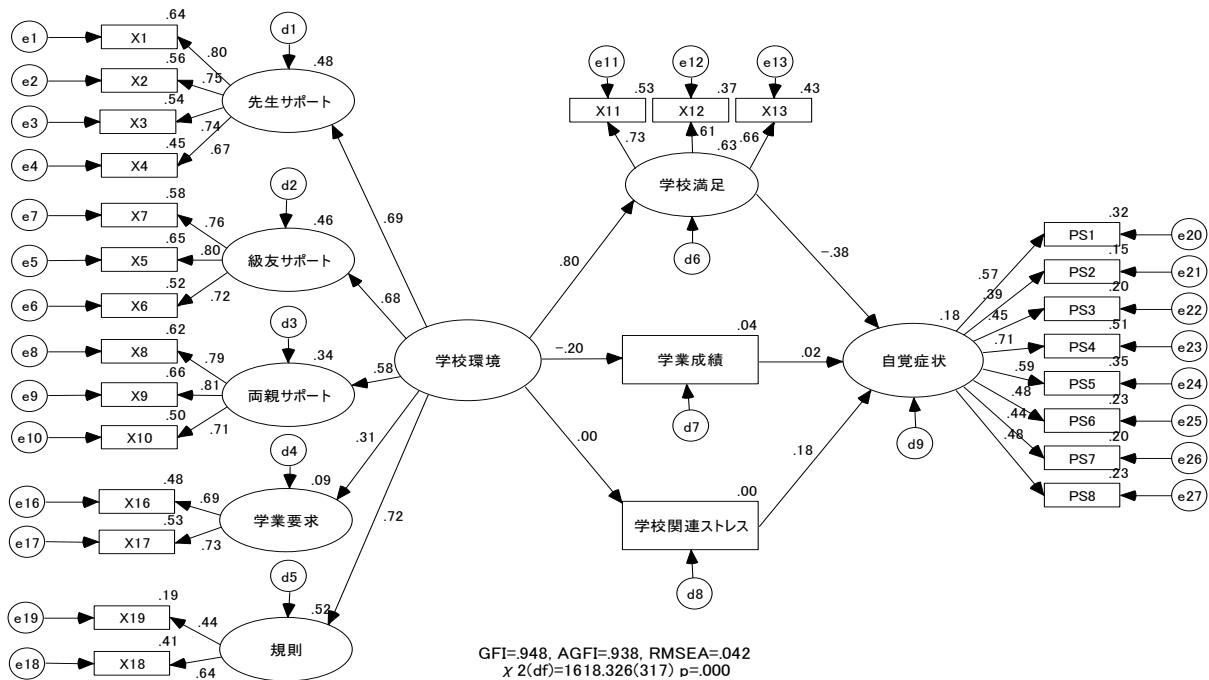 d1
.64
e1
X1
.80
.48
.56
e2
X2
.75
先生サポート
.54
e3
X3
.74
.45
e4
X4
.67
d2
.58
e7
X7
.76
.46
.65
e5
X5
.80
級友サポート
.52
e6
X6
.72
d3
.62
e8
X8
.79
.34
.66
e9
X9
.81
両親サポート
.50
e10
X10
.71
d4
.48
e16
X16
.69
.09
学業要求
.53
e17
X17
.73
d5
.19
e19
X19
.44
.52
規則
.41
e18
X18
.64
.69
.68
.58
.31
.72
学校環境
.80
-.20
.00
e11
e12
e13
.53
.37
.43
X11
X12
X13
.73
.61
.63
.66
学校満足
d6
-.38
.04
学業成績
.02
d7
.00
学校関連ストレス
.18
d8
.18
自覚症状
d9
.32
.57
PS1
e20
.15
.39
PS2
e21
.20
.45
PS3
e22
.51
.71
PS4
e23
.35
.59
PS5
e24
.23
.48
PS6
e25
.20
.44
PS7
e26
.23
.48
PS8
e27
GFI=.948, AGFI=.938, RMSEA=.042
χ2(df)=1618.326(317) p=.000